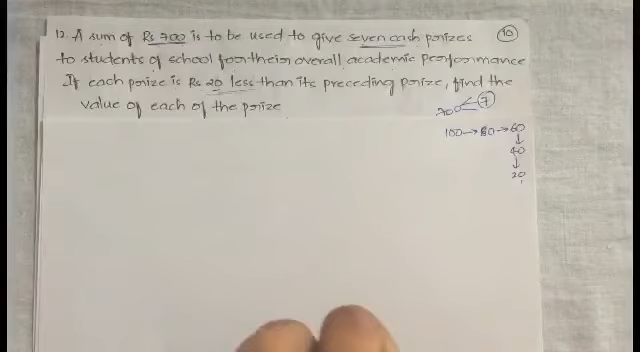 12. A sum of Rs 700 is to be used to give seven cash prizes
to students of school for their overall academic performance
If each prize is Rs 20 less than its preceding prize, find the
value of each of the prize
10
700 7
100→80→60
↓
40
↓
20